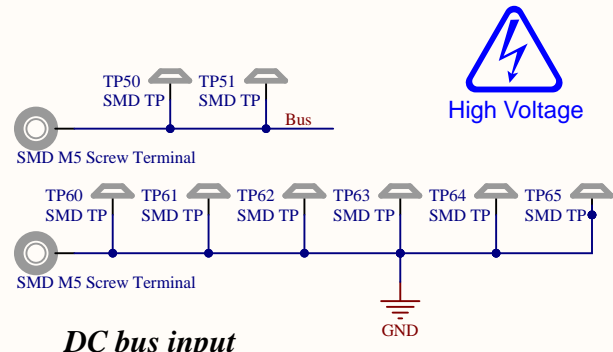 TP50 TP51
SMD TP SMD TP
High Voltage
Bus
SMD M5 Screw Terminal
TP60 TP61 TP62 TP63 TP64 TP65
SMD TP SMD TP SMD TP SMD TP SMD TP SMD TP
SMD M5 Screw Terminal
GND
DC bus input